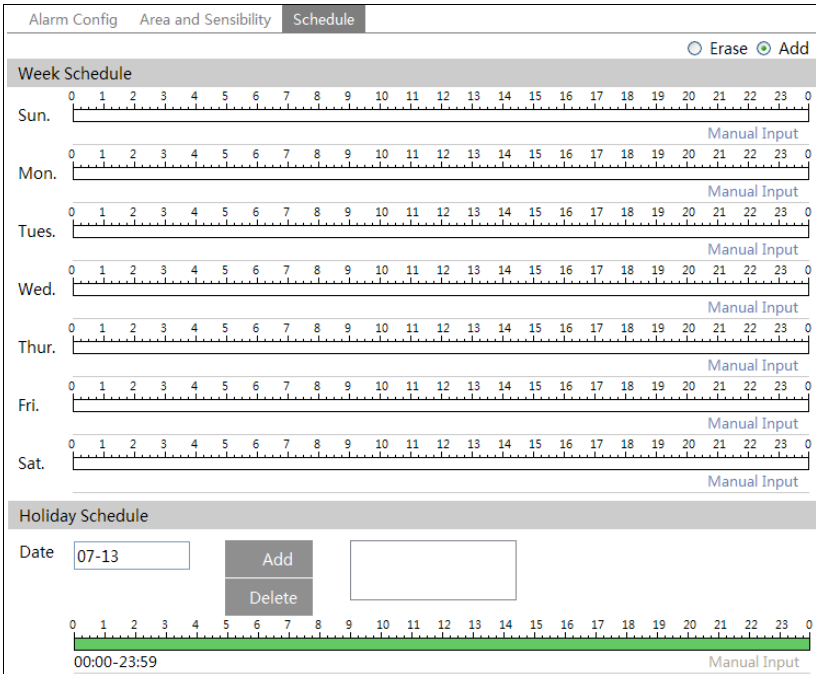 Alarm Config Area and Sensibility Schedule
Erase Add
Week Schedule
0 1 2 3 4 5 6 7 8 9 10 11 12 13 14 15 16 17 18 19 20 21 22 23 0
Sun.
Manual Input
0 1 2 3 4 5 6 7 8 9 10 11 12 13 14 15 16 17 18 19 20 21 22 23 0
Mon.
Manual Input
0 1 2 3 4 5 6 7 8 9 10 11 12 13 14 15 16 17 18 19 20 21 22 23 0
Tues.
Manual Input
0 1 2 3 4 5 6 7 8 9 10 11 12 13 14 15 16 17 18 19 20 21 22 23 0
Wed.
Manual Input
0 1 2 3 4 5 6 7 8 9 10 11 12 13 14 15 16 17 18 19 20 21 22 23 0
Thur.
Manual Input
0 1 2 3 4 5 6 7 8 9 10 11 12 13 14 15 16 17 18 19 20 21 22 23 0
Fri.
Manual Input
0 1 2 3 4 5 6 7 8 9 10 11 12 13 14 15 16 17 18 19 20 21 22 23 0
Sat.
Manual Input
Holiday Schedule
Date 07-13 Add
Delete
0 1 2 3 4 5 6 7 8 9 10 11 12 13 14 15 16 17 18 19 20 21 22 23 0
00:00-23:59 Manual Input